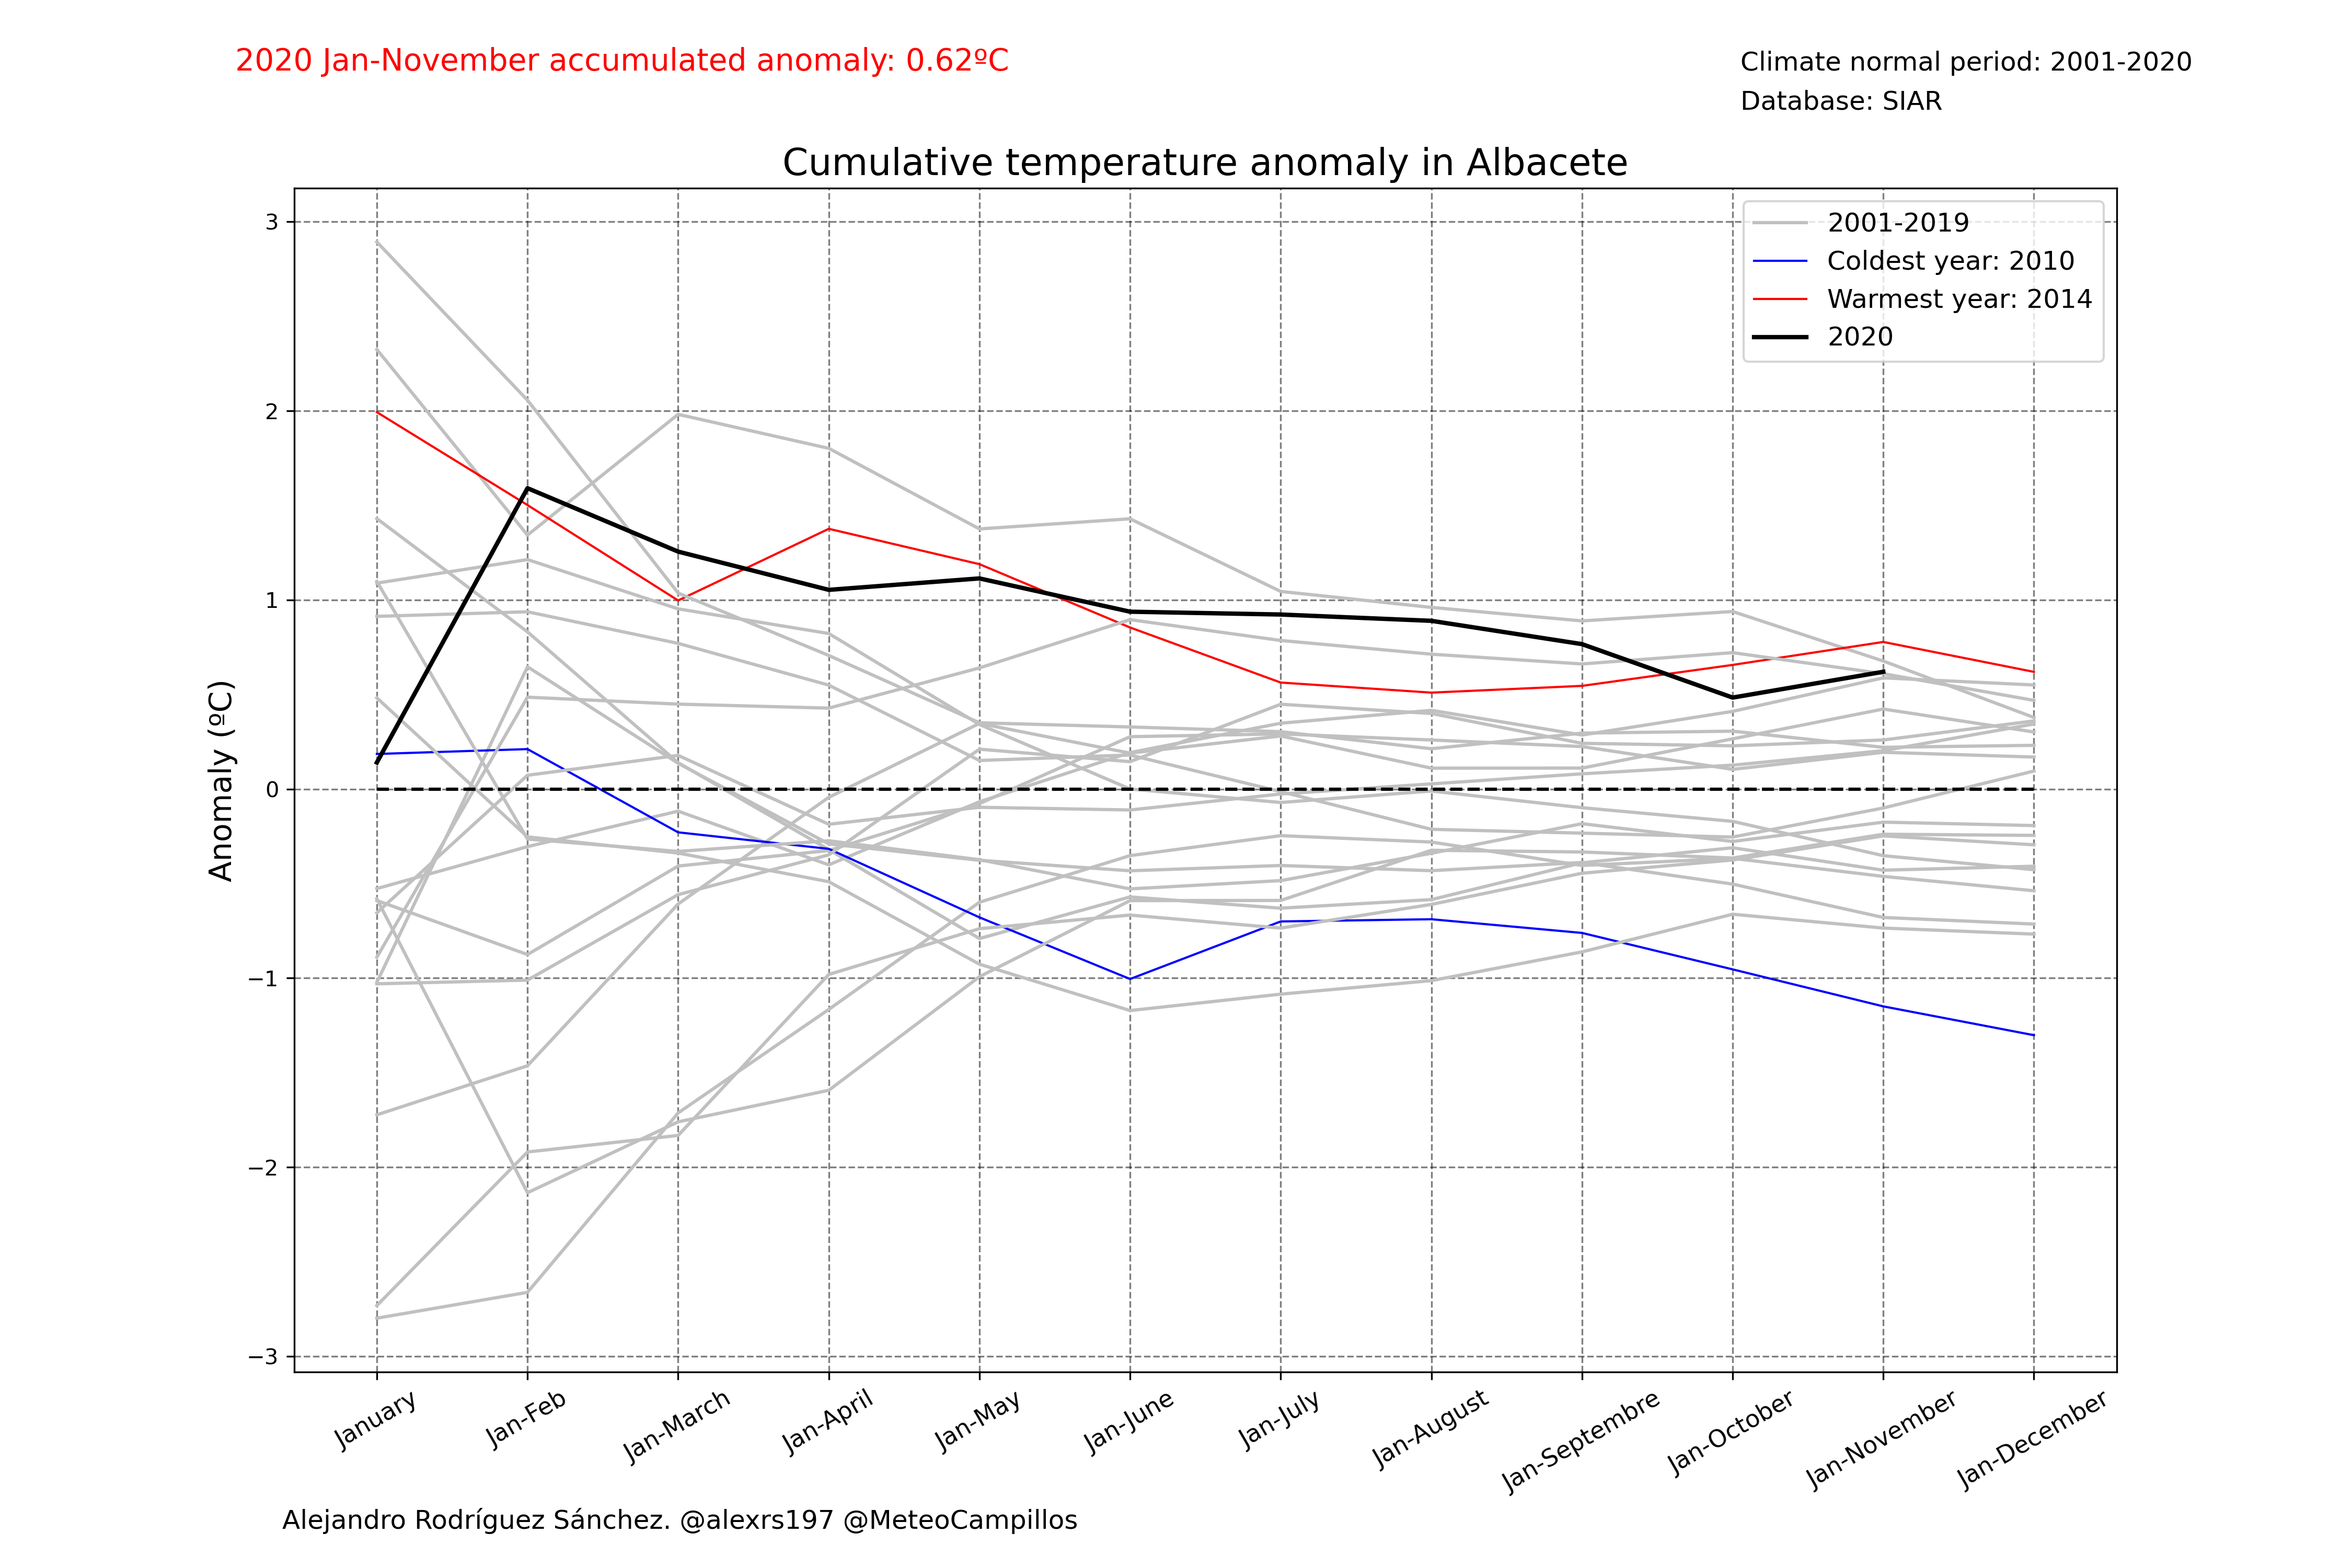 2020 Jan-November accumulated anomaly: 0.62ºC
Climate normal period: 2001-2020
Database: SIAR
Cumulative temperature anomaly in Albacete
3
2
1
0
−1
−2
−3
Anomaly (ºC)
2001-2019
Coldest year: 2010
Warmest year: 2014
2020
January
Jan-Feb
Jan-March
Jan-April
Jan-May
Jan-June
Jan-July
Jan-August
Jan-Septembre
Jan-October
Jan-November
Jan-December
Alejandro Rodríguez Sánchez. @alexrs197 @MeteoCampillos